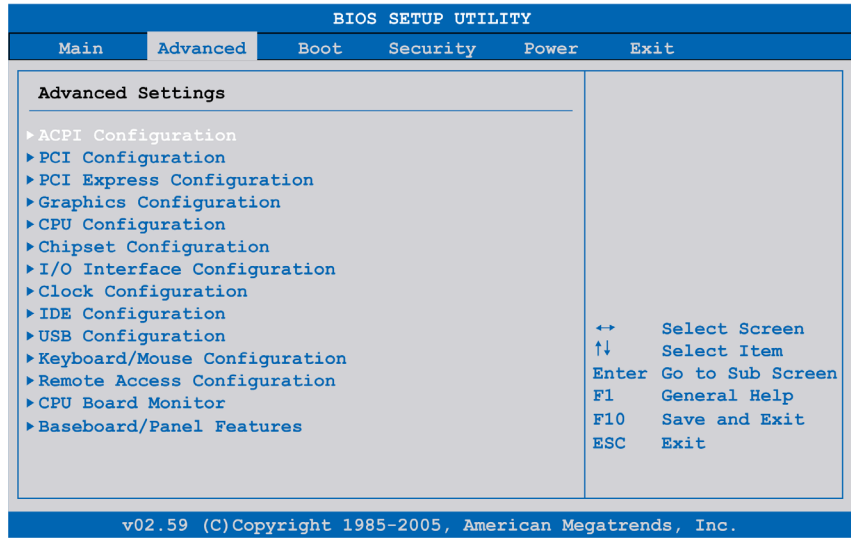 BIOS SETUP UTILITY
Main Advanced Boot Security Power Exit
Advanced Settings
ACPI Configuration
PCI Configuration
PCI Express Configuration
Graphics Configuration
CPU Configuration
Chipset Configuration
I/O Interface Configuration
Clock Configuration
IDE Configuration
USB Configuration
Keyboard/Mouse Configuration
Remote Access Configuration
CPU Board Monitor
Baseboard/Panel Features
↔ Select Screen
↑↓ Select Item
Enter Go to Sub Screen
F1 General Help
F10 Save and Exit
ESC Exit
v02.59 (C)Copyright 1985-2005, American Megatrends, Inc.